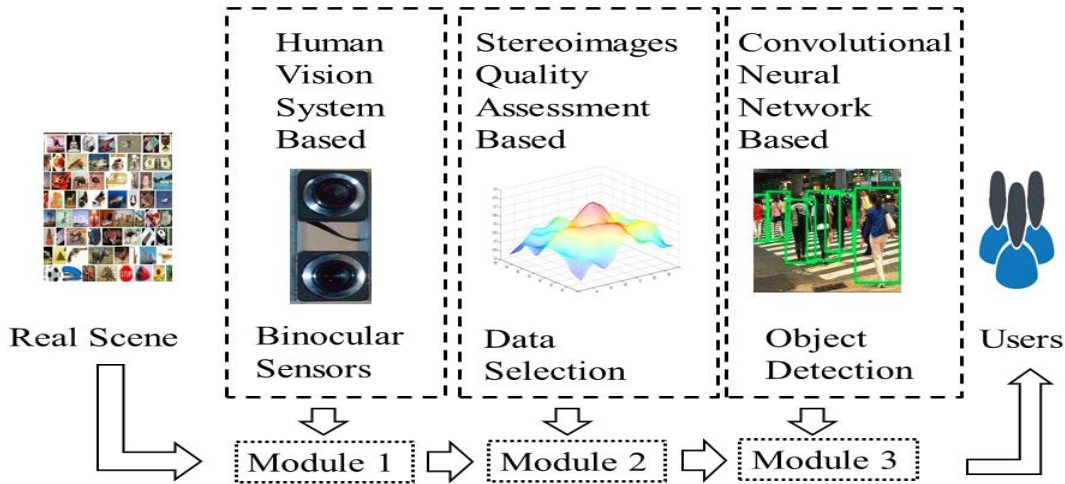 Human
Vision
System
Based
Stereoimages
Quality
Assessment
Based
Convolutional
Neural
Network
Based
Real Scene
Binocular
Sensors
Data
Selection
Object
Detection
Users
Module 1
Module 2
Module 3